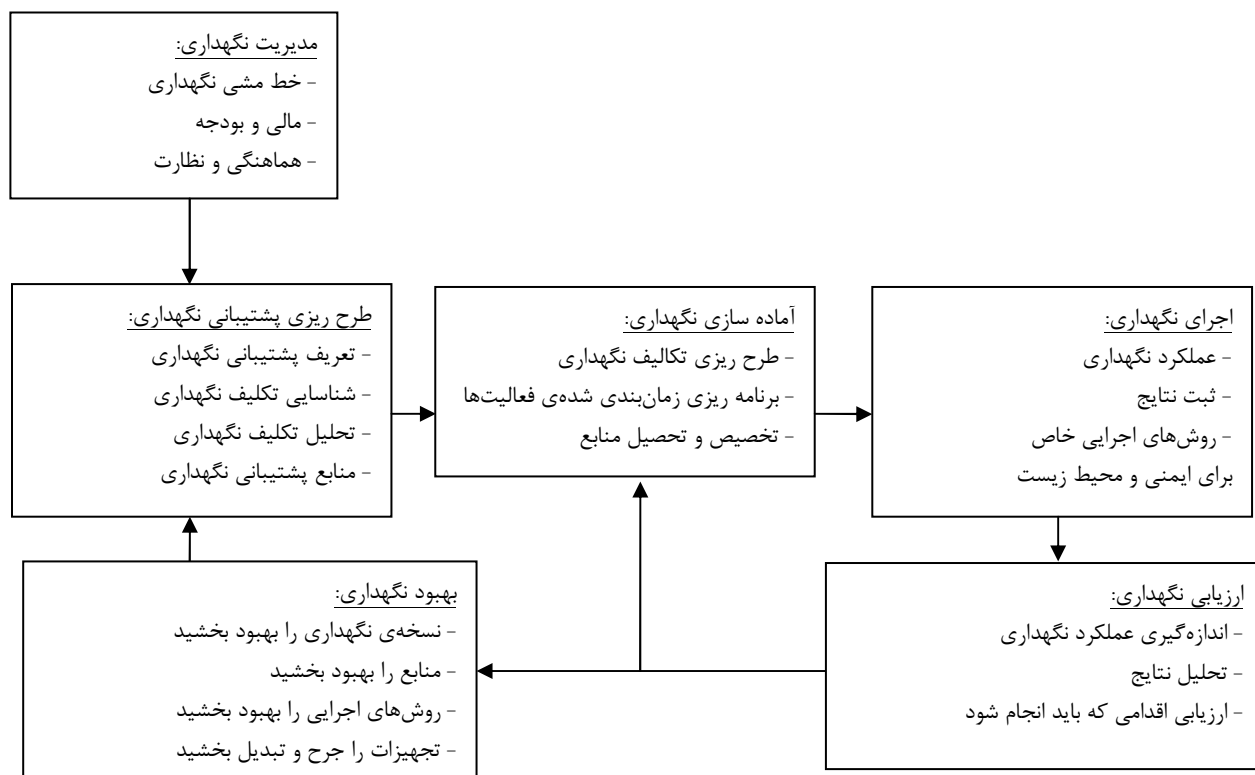 مدیریت نگهداری:
- خط مشی نگهداری
- مالی و بودجه
- هماهنگی و نظارت
طرح ریزی پشتیبانی نگهداری:
- تعریف پشتیبانی نگهداری
- شناسایی تکلیف نگهداری
- تحلیل تکلیف نگهداری
- منابع پشتیبانی نگهداری
آماده سازی نگهداری:
- طرح ریزی تکالیف نگهداری
- برنامه ریزی زمان‌بندی شده‌ی فعالیت‌ها
- تخصیص و تحصیل منابع
اجرای نگهداری:
- عملکرد نگهداری
- ثبت نتایج
- روش‌های اجرایی خاص
برای ایمنی و محیط زیست
ارزیابی نگهداری:
- اندازه‌گیری عملکرد نگهداری
- تحلیل نتایج
- ارزیابی اقدامی که باید انجام شود
بهبود نگهداری:
- نسخه‌ی نگهداری را بهبود بخشید
- منابع را بهبود بخشید
- روش‌های اجرایی را بهبود بخشید
- تجهیزات را جرح و تبدیل بخشید